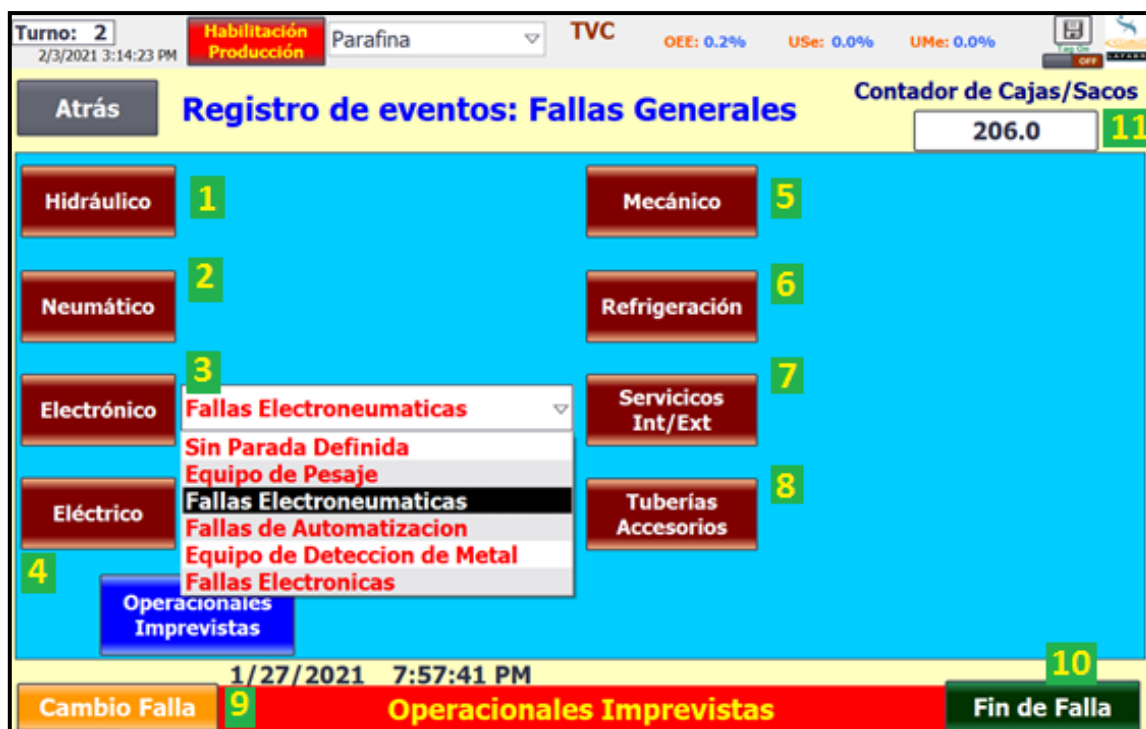 Turno: 2
2/3/2021 3:14:23 PM
Habilitación
Producción
Parafina
TVC
OEE: 0.2%
USe: 0.0%
UMe: 0.0%
OFF
Atrás
Registro de eventos: Fallas Generales
Contador de Cajas/Sacos
206.0
11
Hidráulico
1
Mecánico
5
Neumático
2
Refrigeración
6
3
Electrónico
Fallas Electroneumaticas
Servicicos
Int/Ext
7
Sin Parada Definida
Equipo de Pesaje
Fallas Electroneumaticas
Fallas de Automatizacion
Equipo de Deteccion de Metal
Fallas Electronicas
Eléctrico
Tuberías
Accesorios
8
4
Operacionales
Imprevistas
1/27/2021 7:57:41 PM
10
Cambio Falla
9
Operacionales Imprevistas
Fin de Falla